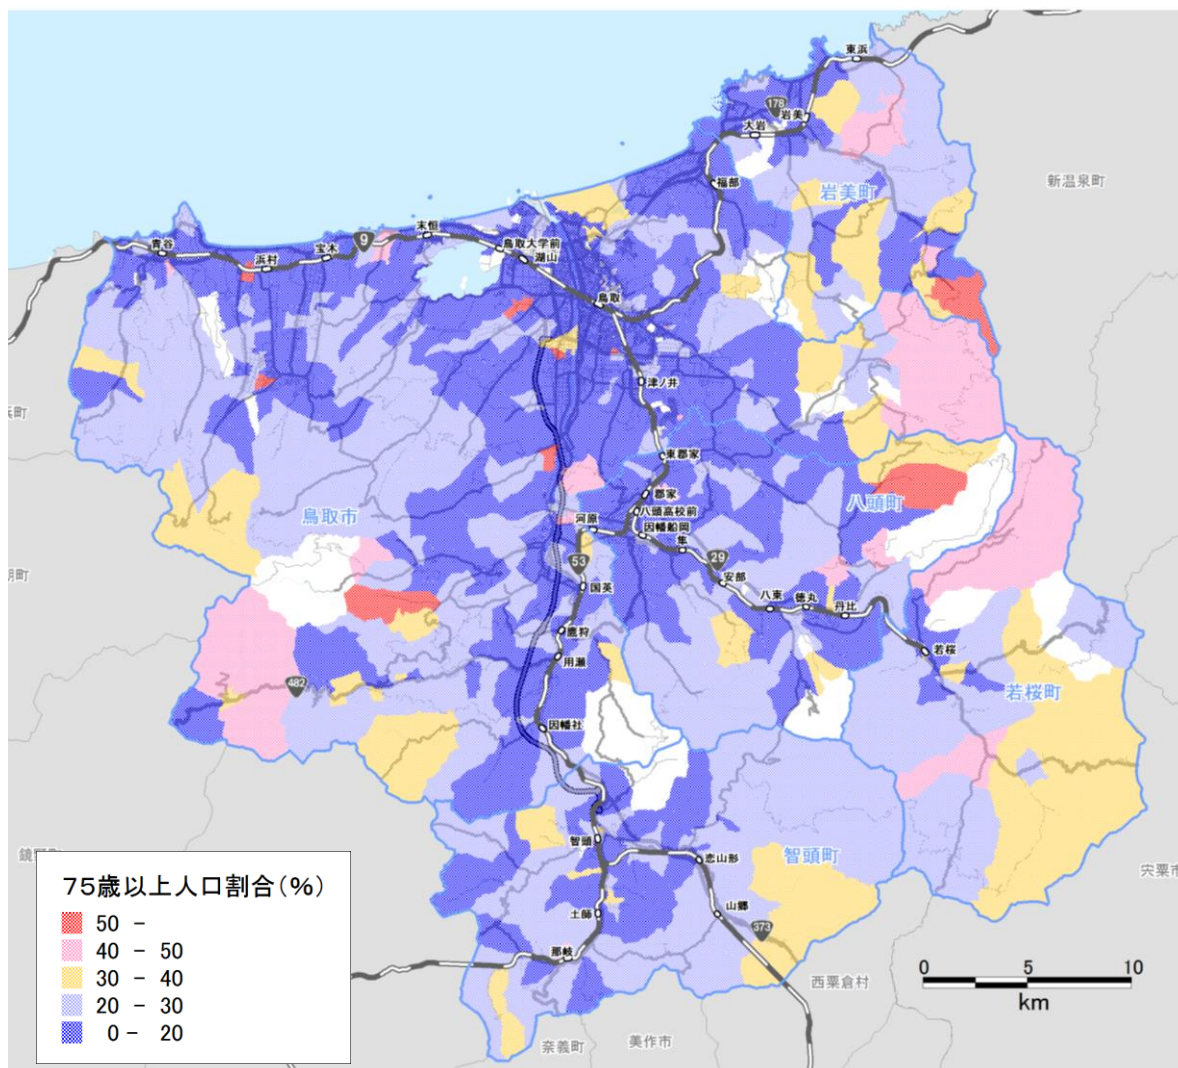 東浜
178
岩美
大岩
新温泉町
福部
岩美町
末恒
9
鳥取大学前
青谷
宝木
湖山
浜村
鳥取
津ノ井
東郡家
郡家
八頭町
八頭高校前
鳥取市
河原
因幡船岡
隼
29
53
安部
国英
八東
徳丸
丹比
鷹狩
若桜
用瀬
482
若桜町
因幡社
智頭
恋山形
智頭町
宍粟市
山郷
土師
373
那岐
西粟倉村
美作市
奈義町
0 5 10
km
75歳以上人口割合(%)
50 -
40 - 50
30 - 40
20 - 30
0 - 20